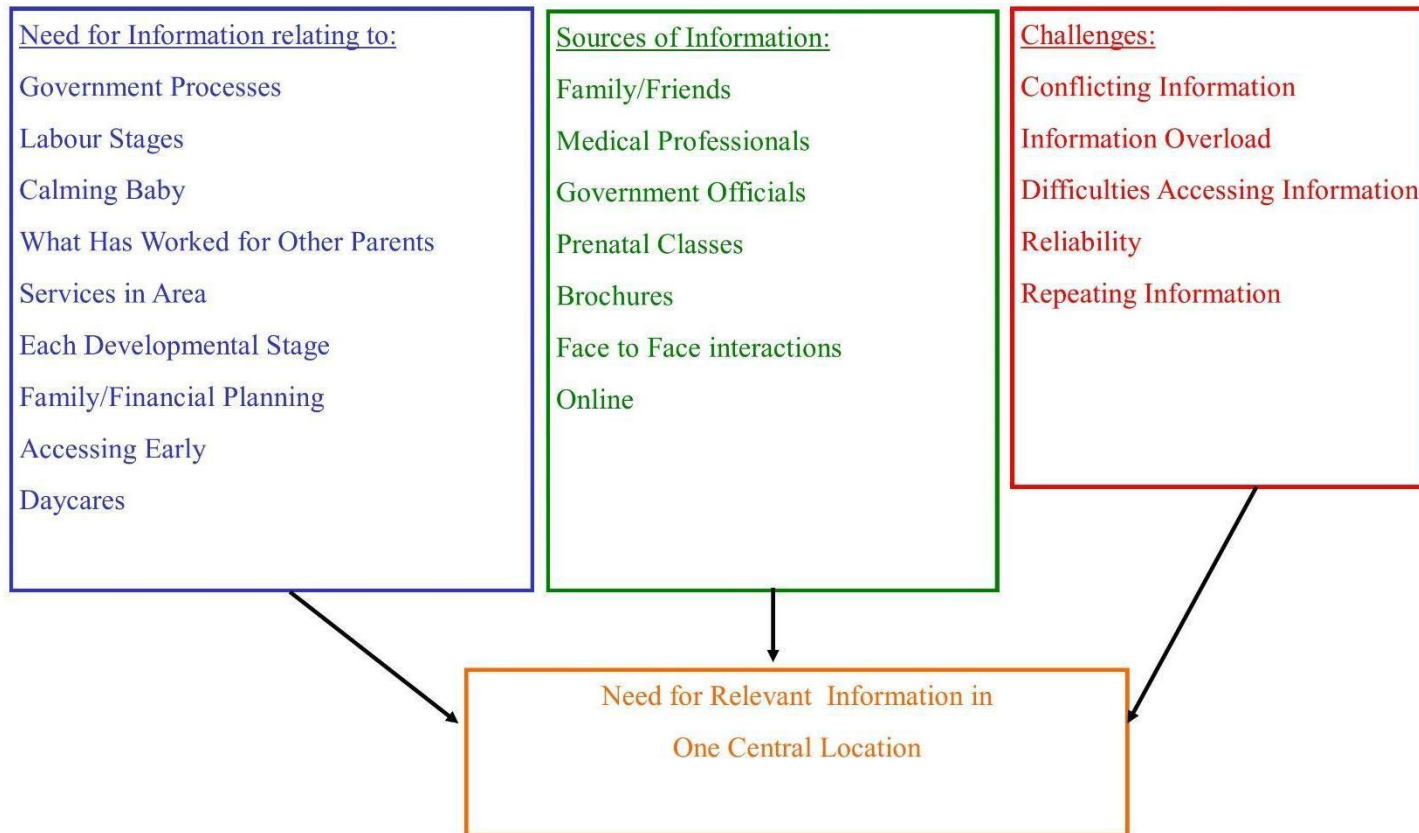 Need for Information relating to:
Government Processes
Labour Stages
Calming Baby
What Has Worked for Other Parents
Services in Area
Each Developmental Stage
Family/Financial Planning
Accessing Early
Daycares
Sources of Information:
Family/Friends
Medical Professionals
Government Officials
Prenatal Classes
Brochures
Face to Face interactions
Online
Challenges:
Conflicting Information
Information Overload
Difficulties Accessing Information
Reliability
Repeating Information
Need for Relevant Information in
One Central Location